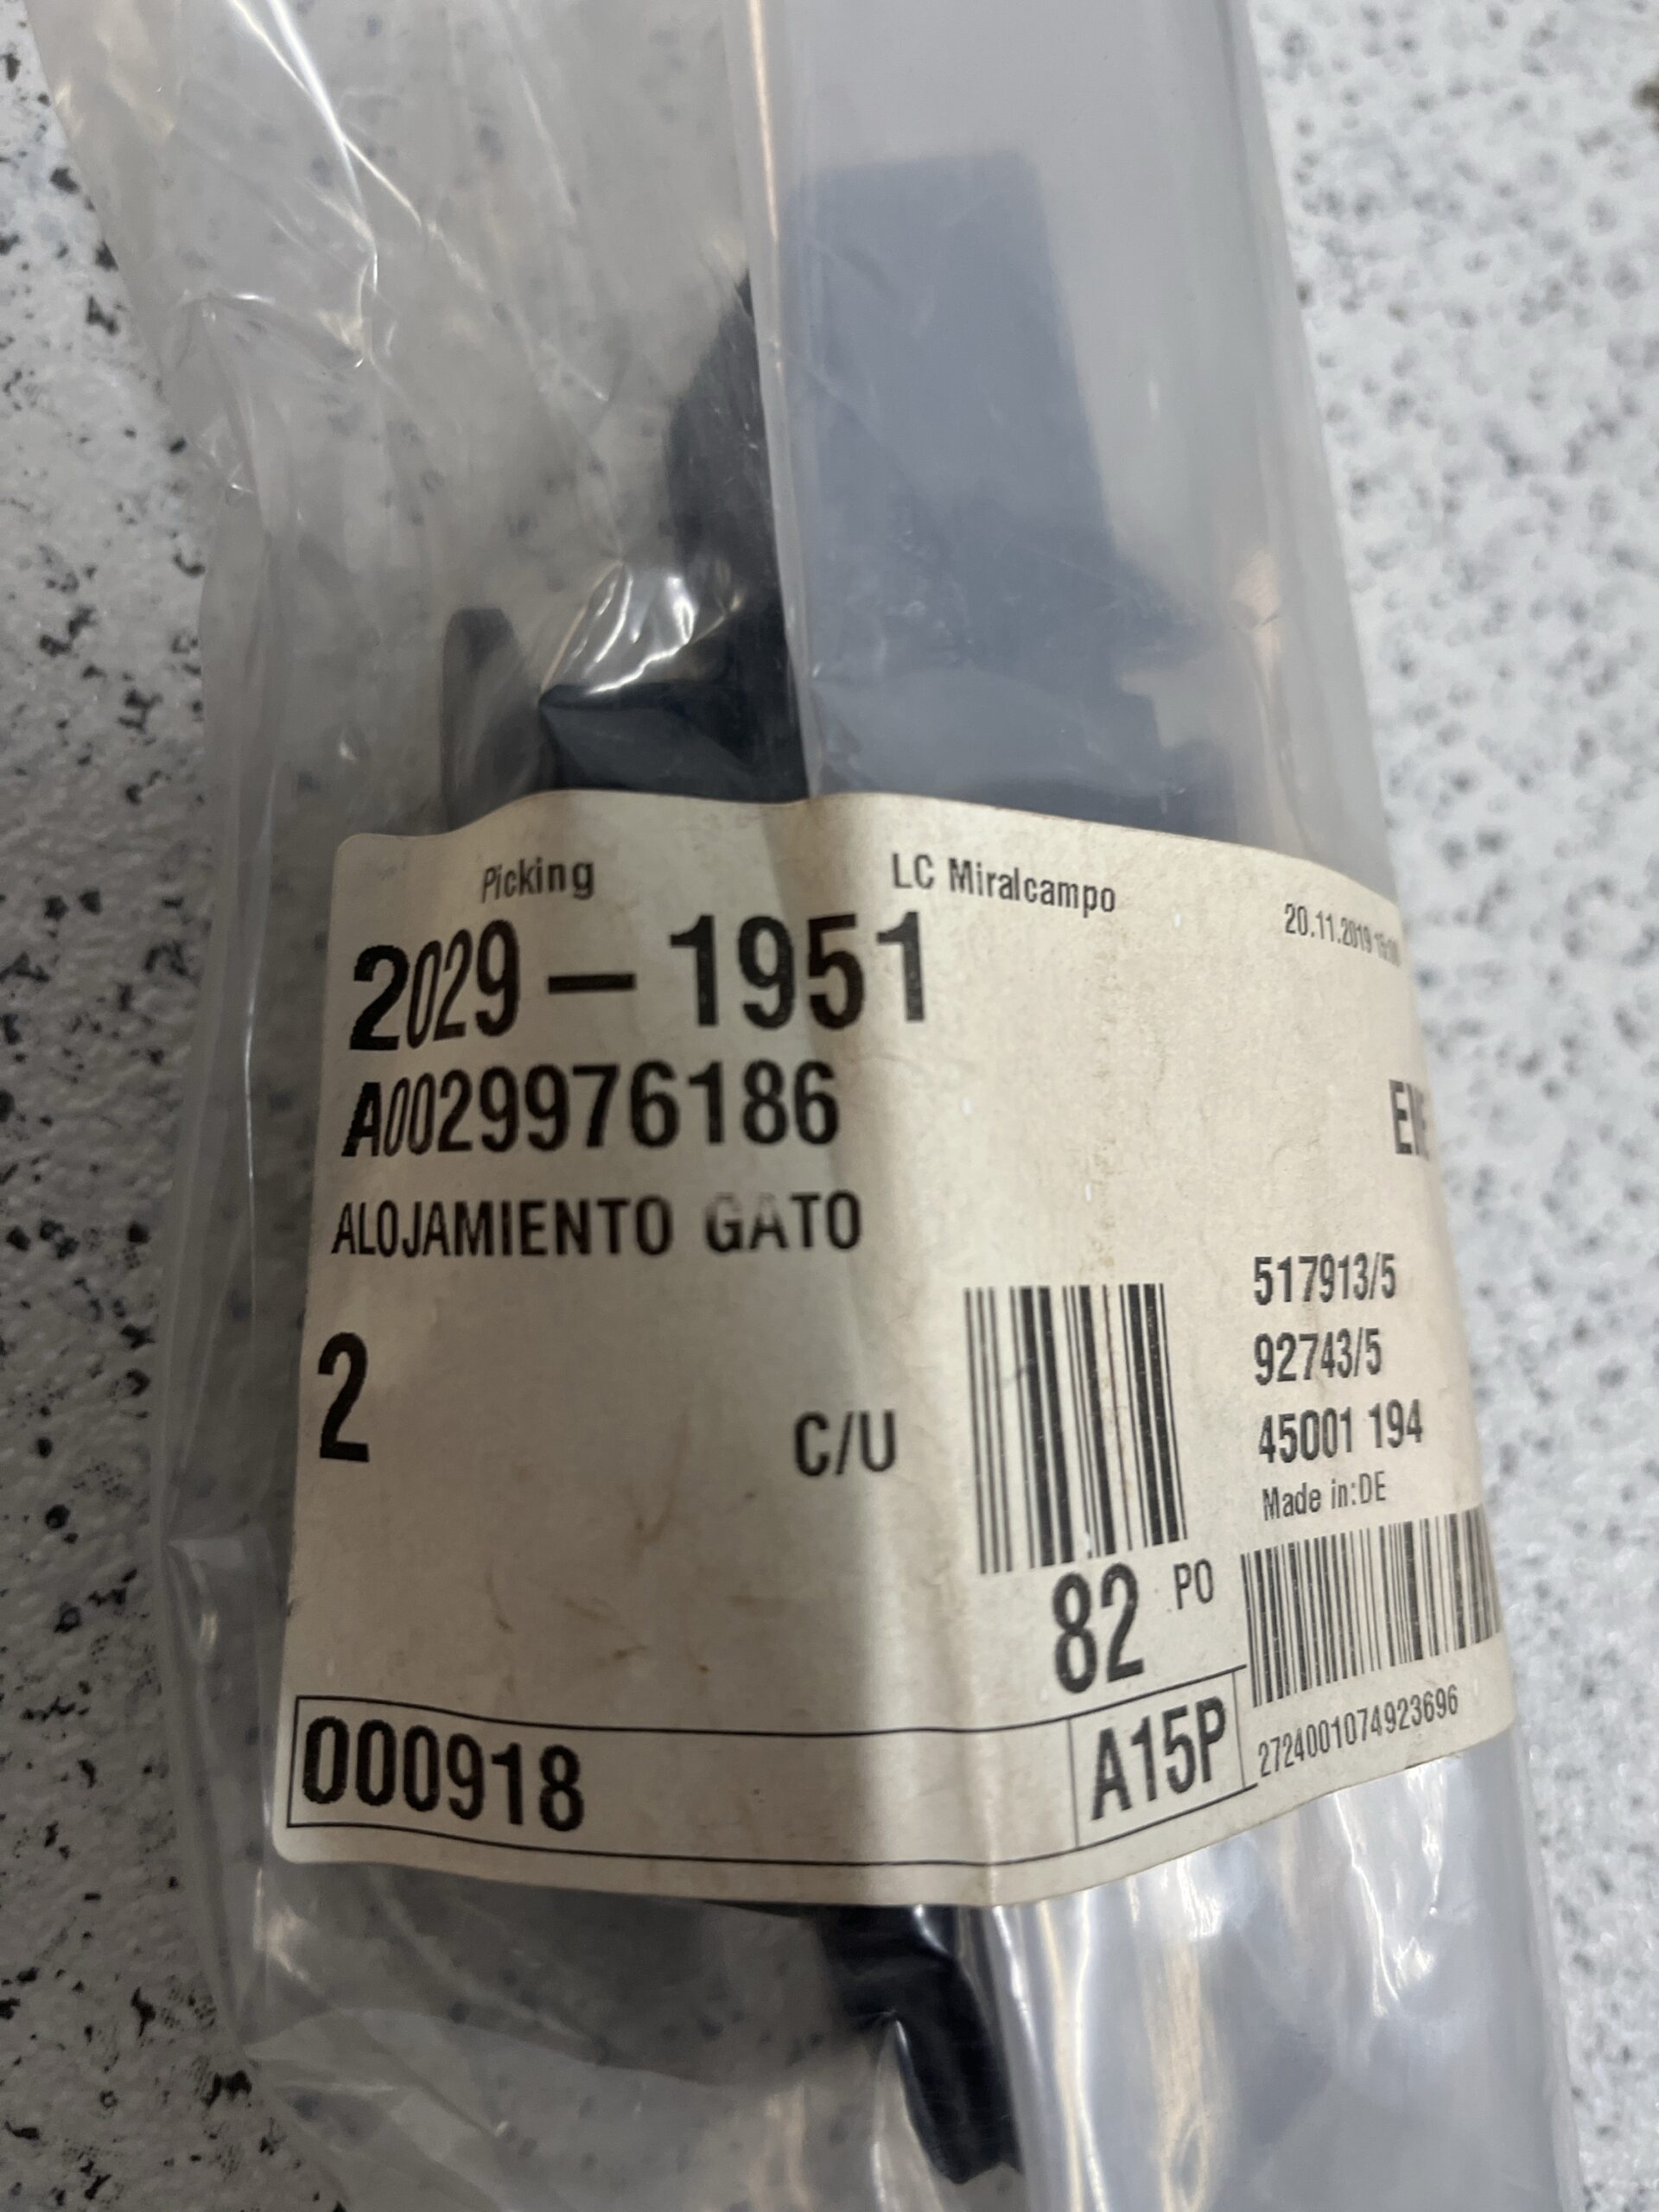 Picking LC Miralcampo 20.11.2019
2029 – 1951
A0029976186
ALOJAMIENTO GATO
517913/5
92743/5
2 C/U 45001 194
Made in:DE
82 PO
000918 A15P 2724001074923696